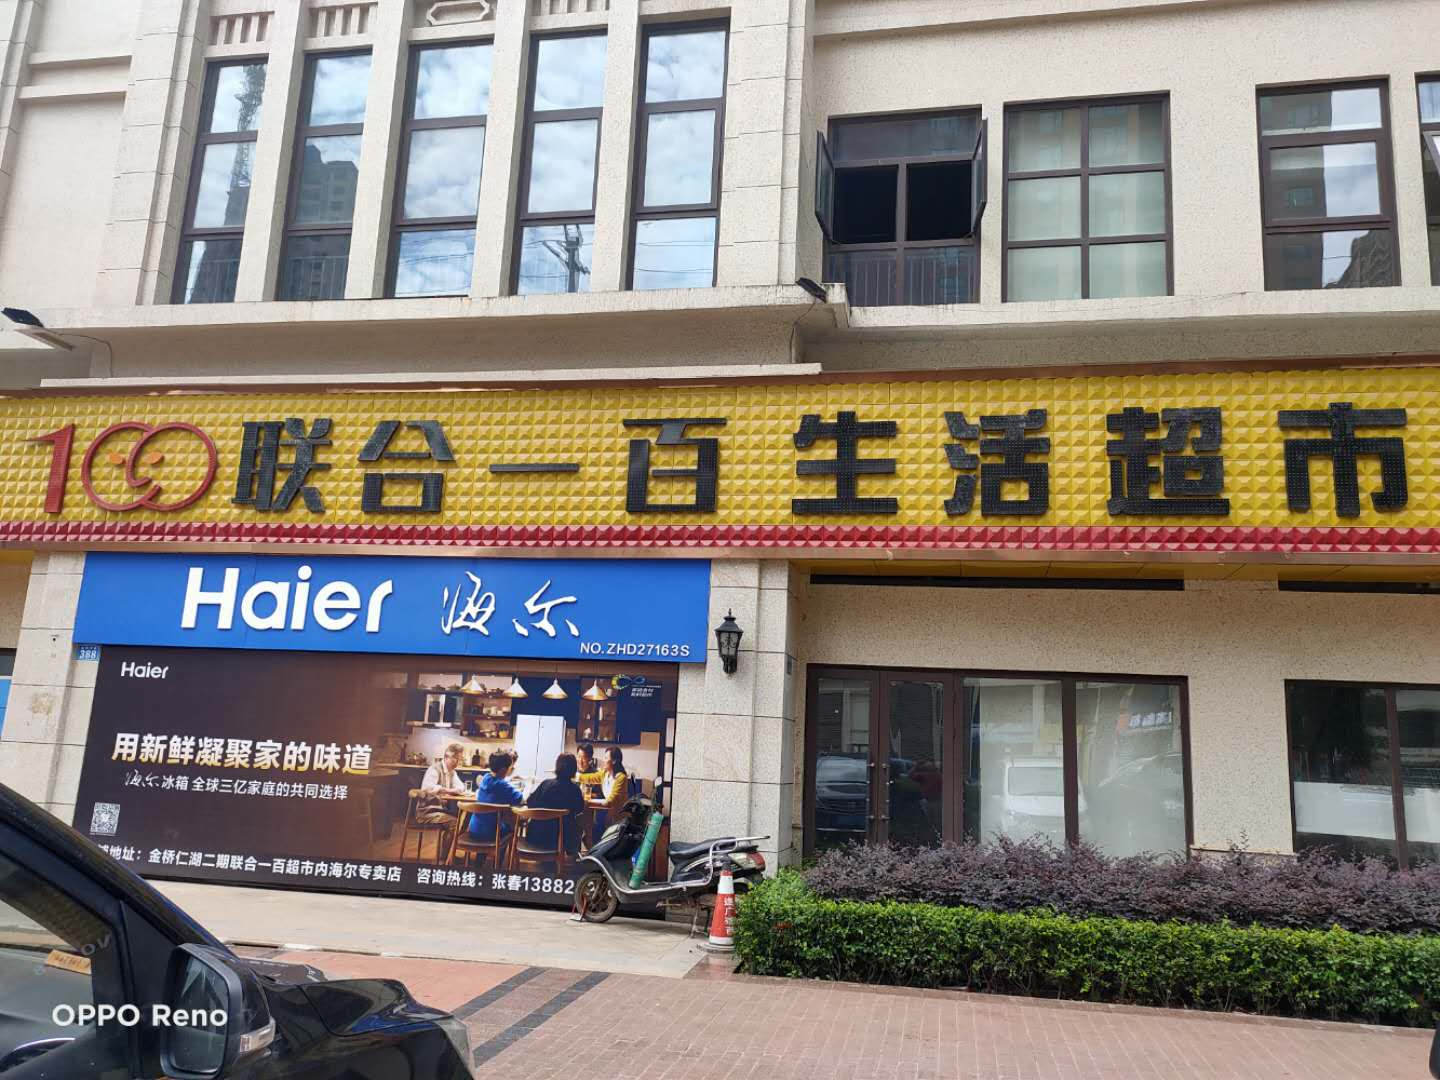 100 联合一百生活超市
Haier 海尔
NO.ZHD27163S
388
Haier
用新鲜凝聚家的味道
海尔冰箱 全球三亿家庭的共同选择
地址：金桥仁湖二期联合一百超市内海尔专卖店 咨询热线：张春13882
OPPO Reno